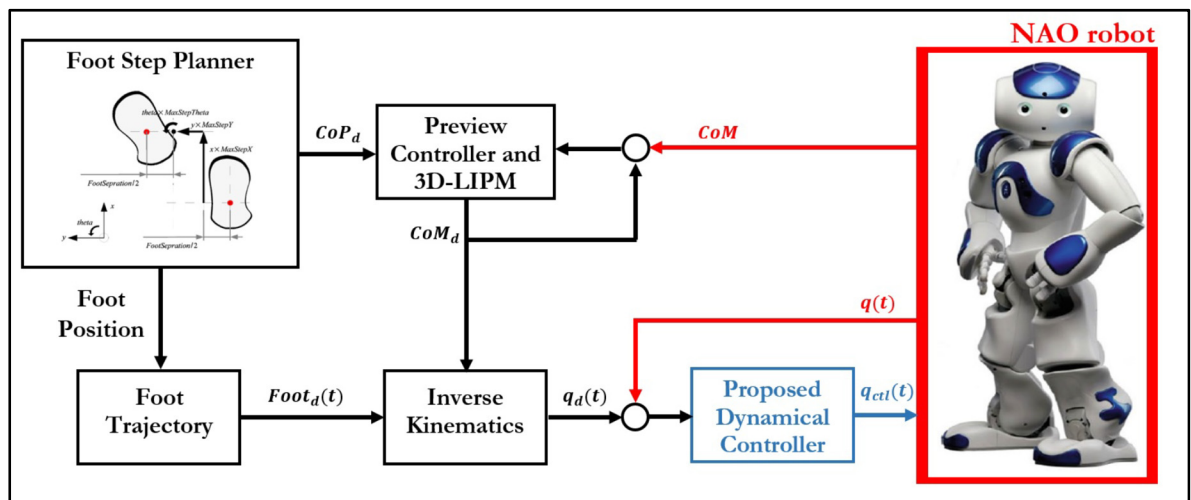 NAO robot
Foot Step Planner
theta×MaxStepTheta
y×MaxStepY
x×MaxStepX
FootSepration/2
x
theta
y
FootSepration/2
CoP_d
Preview
Controller and
3D-LIPM
CoM
CoM_d
Foot
Position
q(t)
Foot
Trajectory
Foot_d(t)
Inverse
Kinematics
q_d(t)
Proposed
Dynamical
Controller
q_ctl(t)